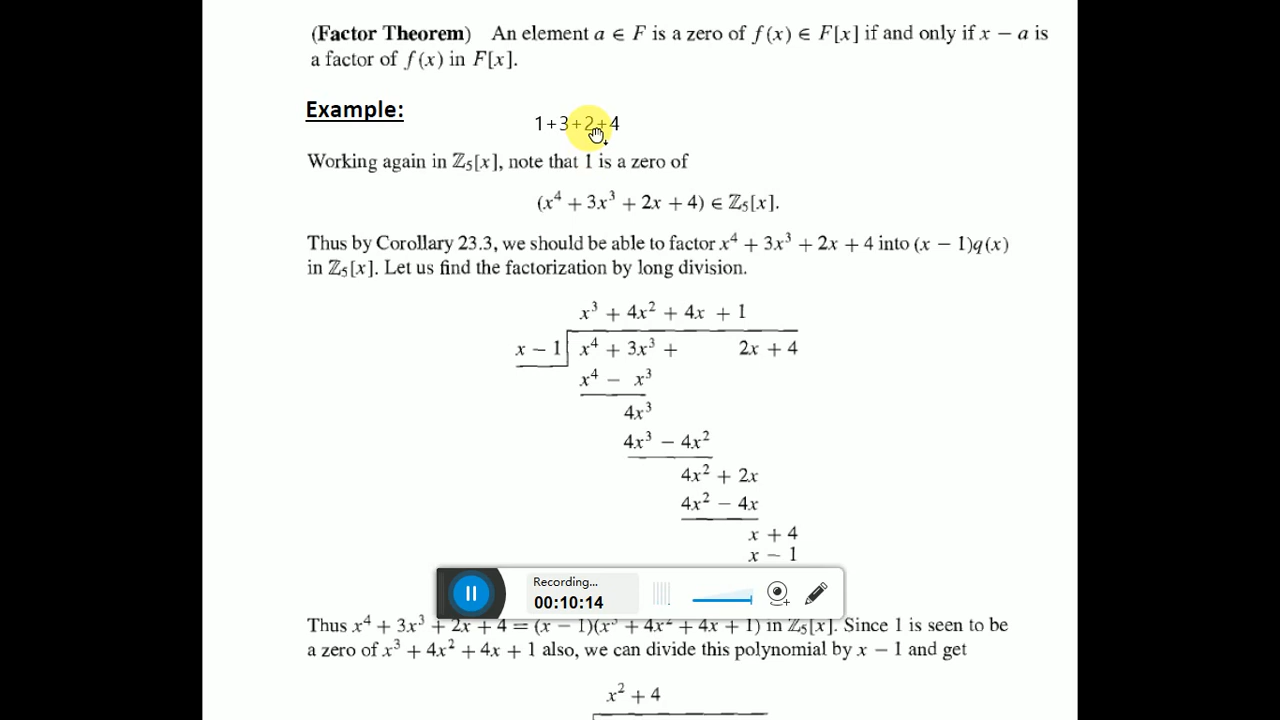 (Factor Theorem) An element a ∈ F is a zero of f(x) ∈ F[x] if and only if x − a is
a factor of f(x) in F[x].
Example:
1+3+2+4
Working again in ℤ₅[x], note that 1 is a zero of
(x⁴ + 3x³ + 2x + 4) ∈ ℤ₅[x].
Thus by Corollary 23.3, we should be able to factor x⁴ + 3x³ + 2x + 4 into (x − 1)q(x)
in ℤ₅[x]. Let us find the factorization by long division.
x³ + 4x² + 4x + 1
x − 1 x⁴ + 3x³ + 2x + 4
x⁴ − x³
4x³
4x³ − 4x²
4x² + 2x
4x² − 4x
x + 4
x − 1
Recording...
00:10:14
Thus x⁴ + 3x³ + 2x + 4 = (x − 1)(x³ + 4x² + 4x + 1) in ℤ₅[x]. Since 1 is seen to be
a zero of x³ + 4x² + 4x + 1 also, we can divide this polynomial by x − 1 and get
x² + 4